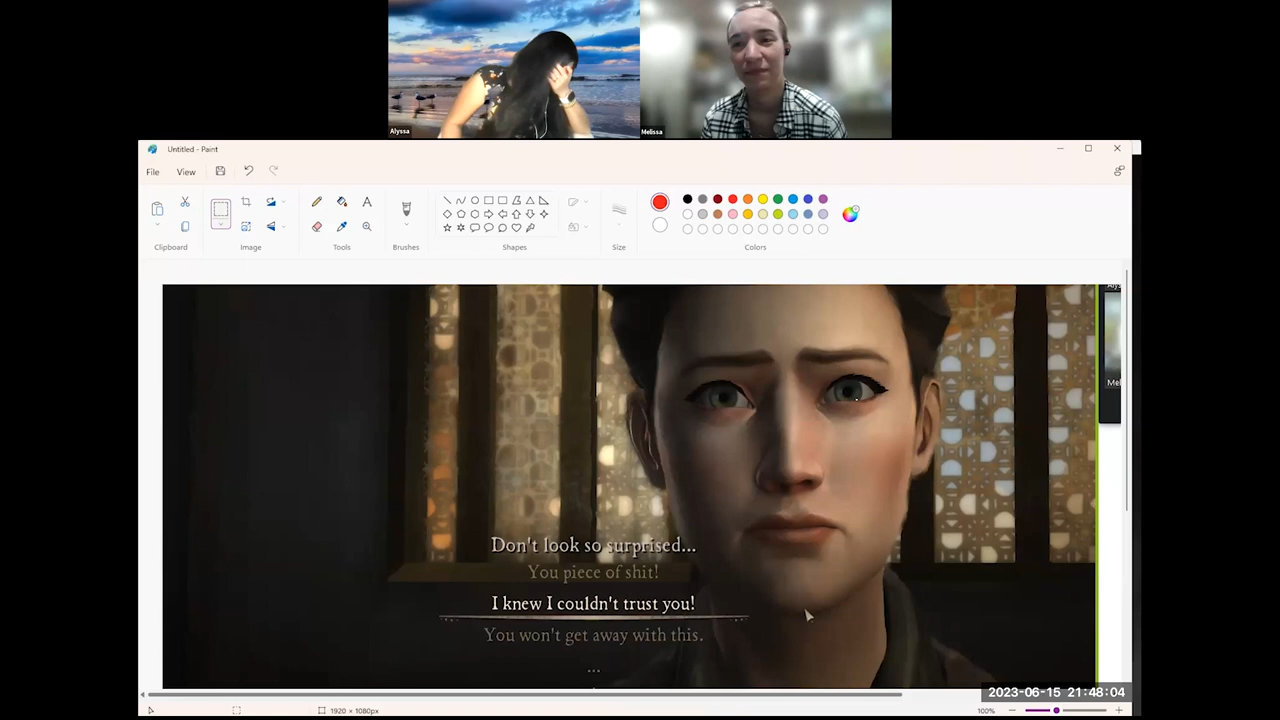 Alyssa
Melissa
Untitled - Paint
File
View
Clipboard
Image
Tools
Brushes
Shapes
Size
Colors
Don't look so surprised...
You piece of shit!
I knew I couldn't trust you!
You won't get away with this.
...
2023-06-15 21:48:04
1920 × 1080px
100%